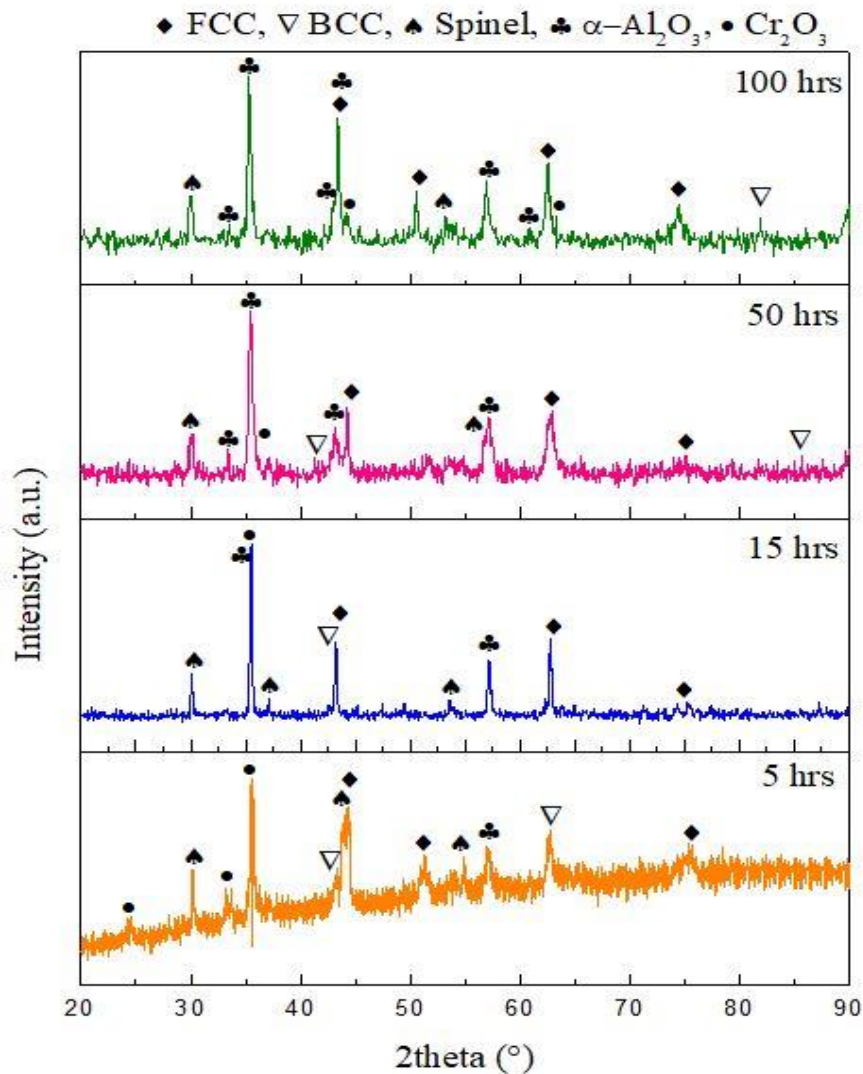 ◆ FCC, ▽ BCC, ♠ Spinel, ♣ α–Al₂O₃, ● Cr₂O₃
100 hrs
50 hrs
15 hrs
5 hrs
Intensity (a.u.)
20 30 40 50 60 70 80 90
2theta (°)